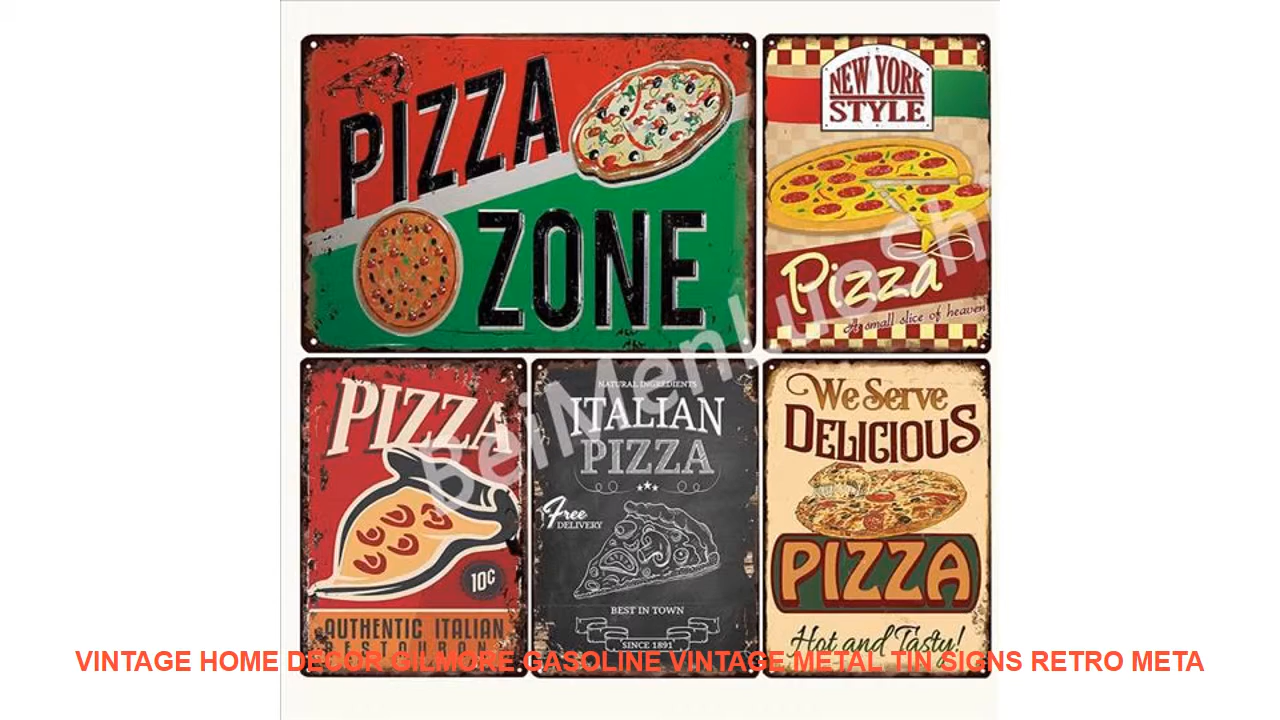 PIZZA
ZONE
NEW YORK
STYLE
Pizza
A small slice of heaven
PIZZA
10¢
AUTHENTIC ITALIAN
RESTAURANT
NATURAL INGREDIENTS
ITALIAN
PIZZA
Free
DELIVERY
BEST IN TOWN
SINCE 1891
We Serve
DELICIOUS
PIZZA
Hot and Tasty!
BeiMenLuoShi
VINTAGE HOME DECOR GILMORE GASOLINE VINTAGE METAL TIN SIGNS RETRO META